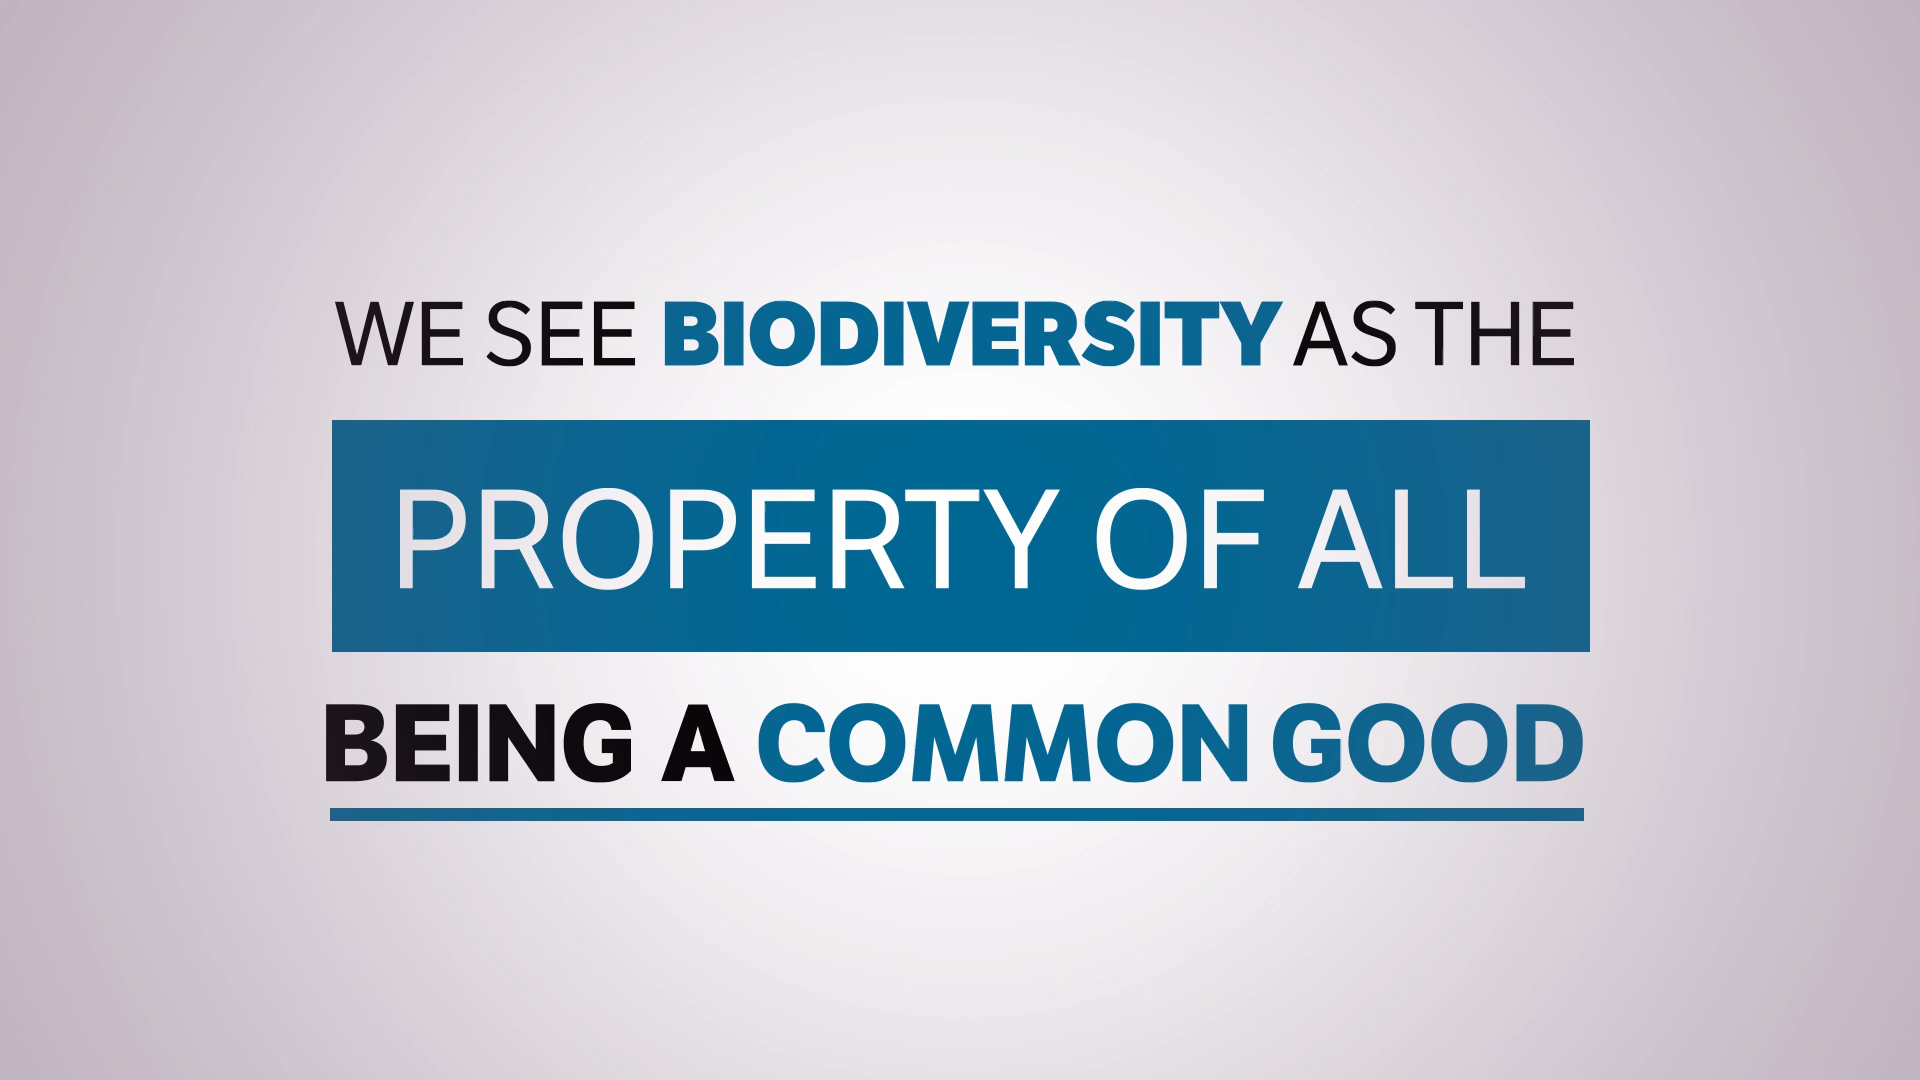 WE SEE BIODIVERSITY AS THE
PROPERTY OF ALL
BEING A COMMON GOOD